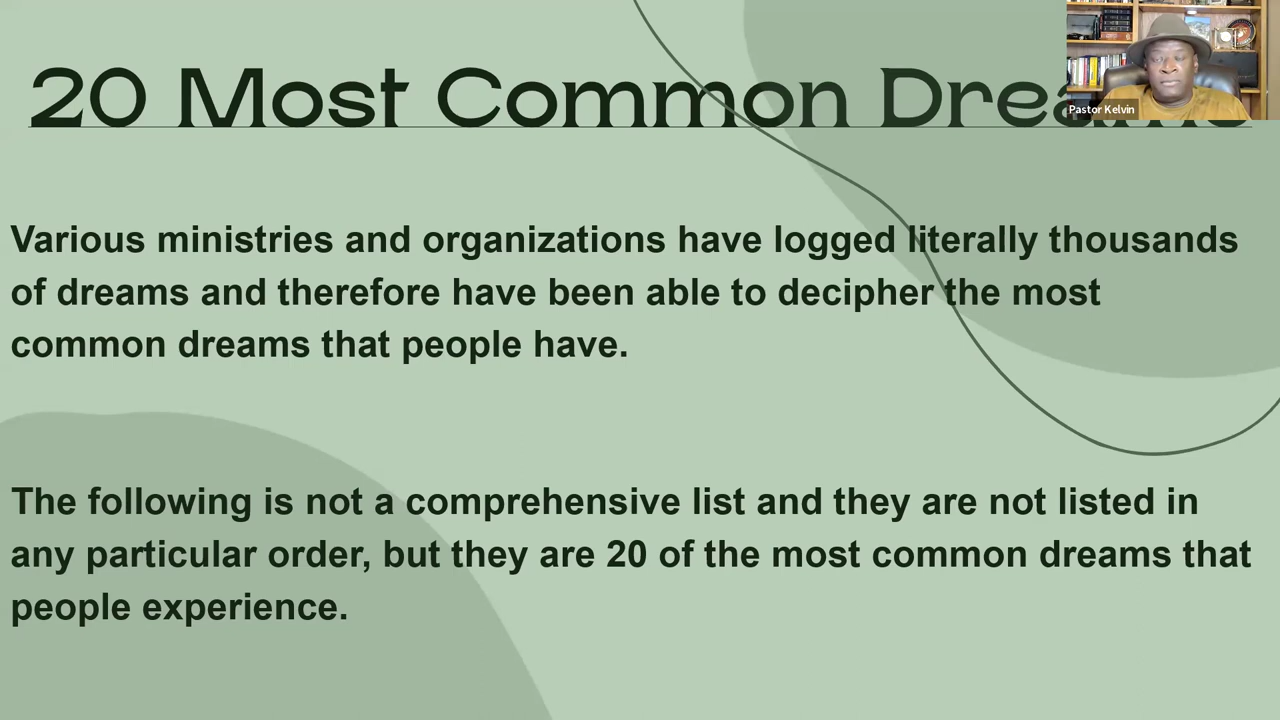 20 Most Common
Pastor Kelvin
Various ministries and organizations have logged literally thousands
of dreams and therefore have been able to decipher the most
common dreams that people have.
The following is not a comprehensive list and they are not listed in
any particular order, but they are 20 of the most common dreams that
people experience.